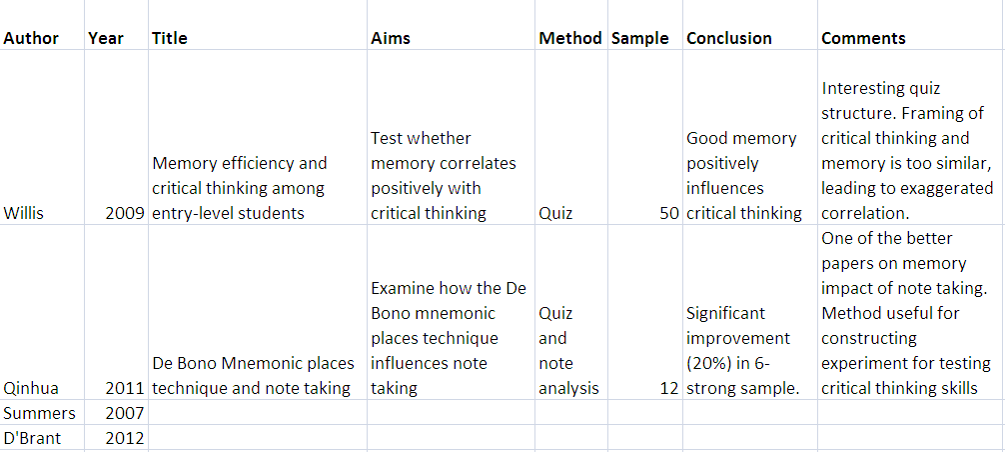 Author Year Title Aims Method Sample Conclusion Comments
Willis 2009
Memory efficiency and
critical thinking among
entry-level students
Test whether
memory correlates
positively with
critical thinking
Quiz
50
Good memory
positively
influences
critical thinking
Interesting quiz
structure. Framing of
critical thinking and
memory is too similar,
leading to exaggerated
correlation.
Qinhua 2011
De Bono Mnemonic places
technique and note taking
Examine how the De
Bono mnemonic
places technique
influences note
taking
Quiz
and
note
analysis
12
Significant
improvement
(20%) in 6-
strong sample.
One of the better
papers on memory
impact of note taking.
Method useful for
constructing
experiment for testing
critical thinking skills
Summers 2007
D'Brant 2012